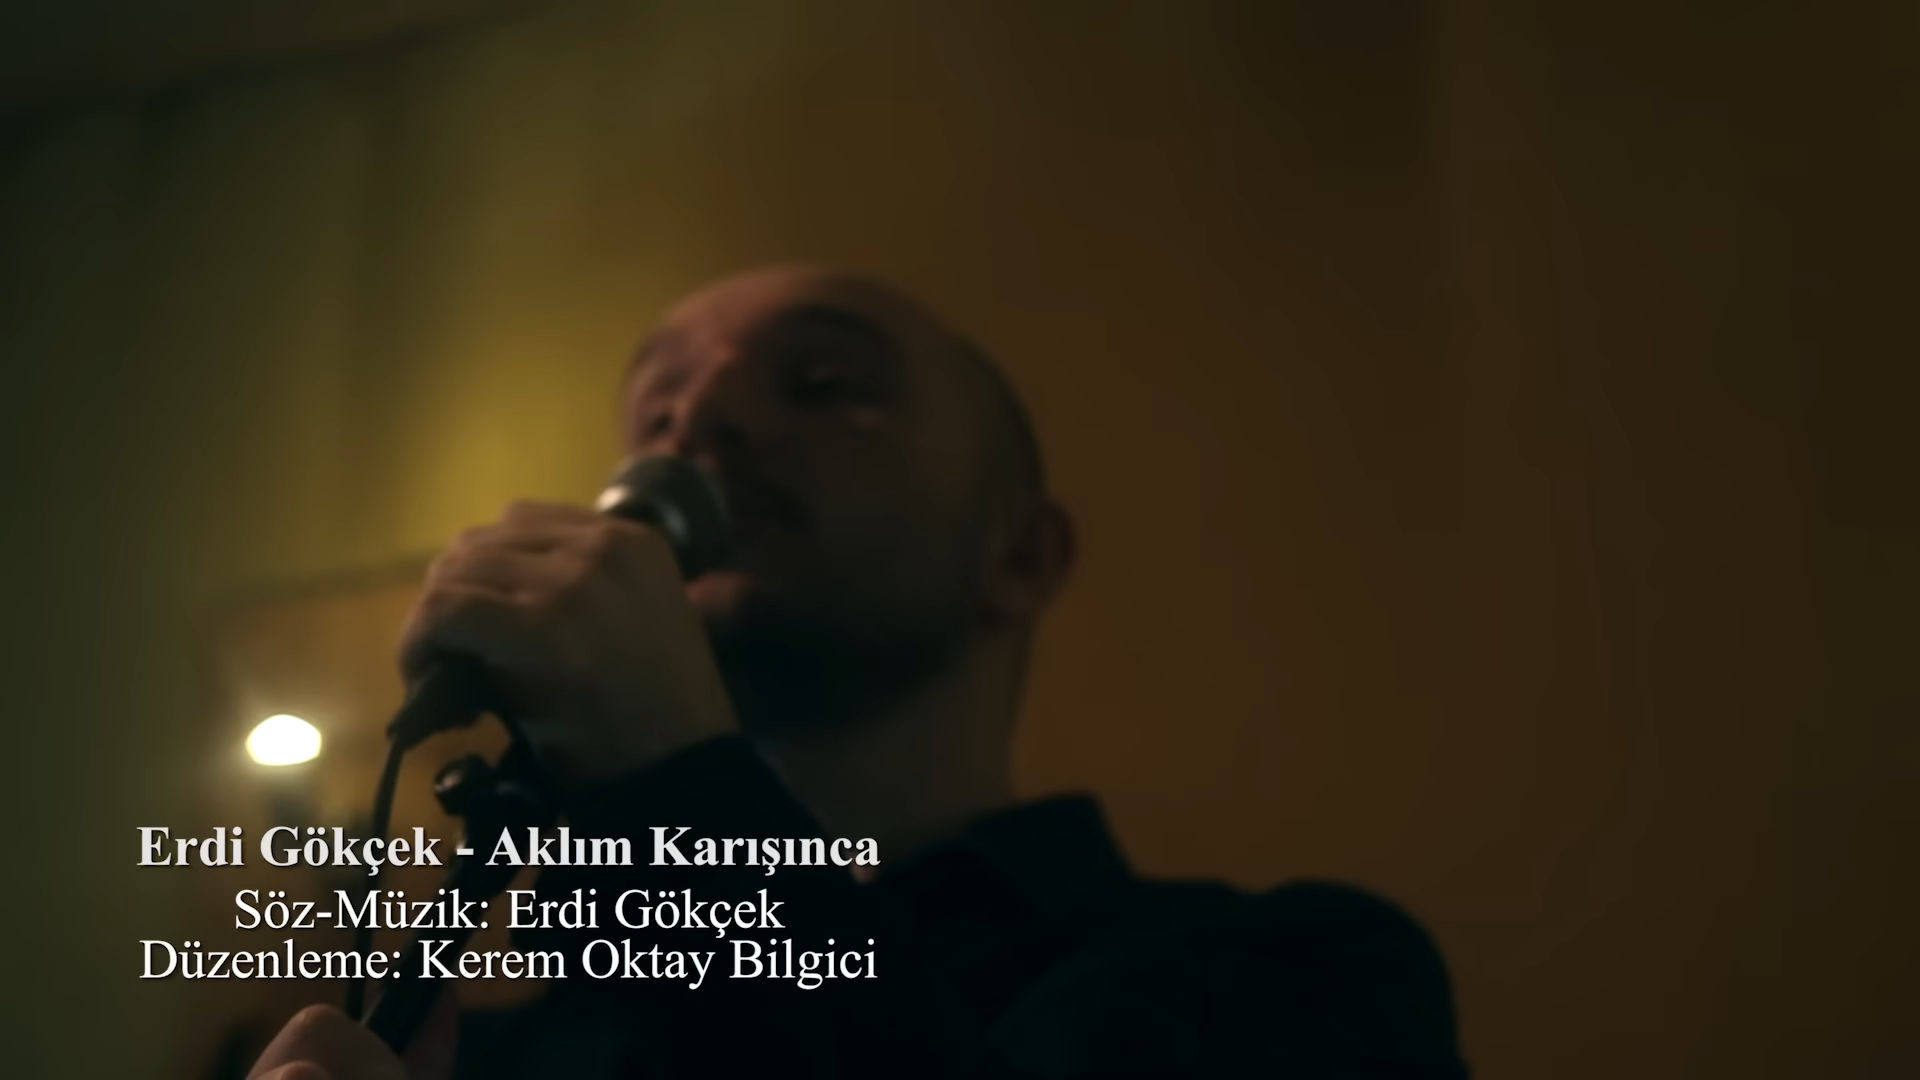 Erdi Gökçek - Aklım Karışınca
Söz-Müzik: Erdi Gökçek
Düzenleme: Kerem Oktay Bilgici